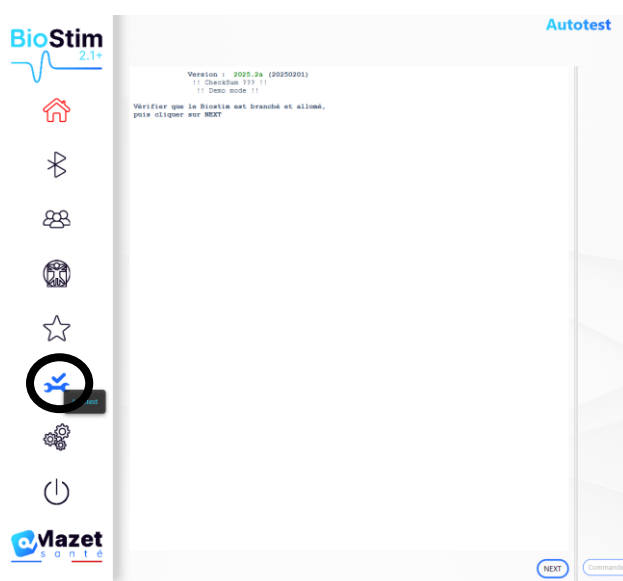 BioStim
2.1+
Autotest
Version : 2025.2a (20250201)
!! CheckSum ??? !!
!! Demo mode !!
Vérifier que le Biostim est branché et allumé,
puis cliquer sur NEXT
Mazet
santé
NEXT